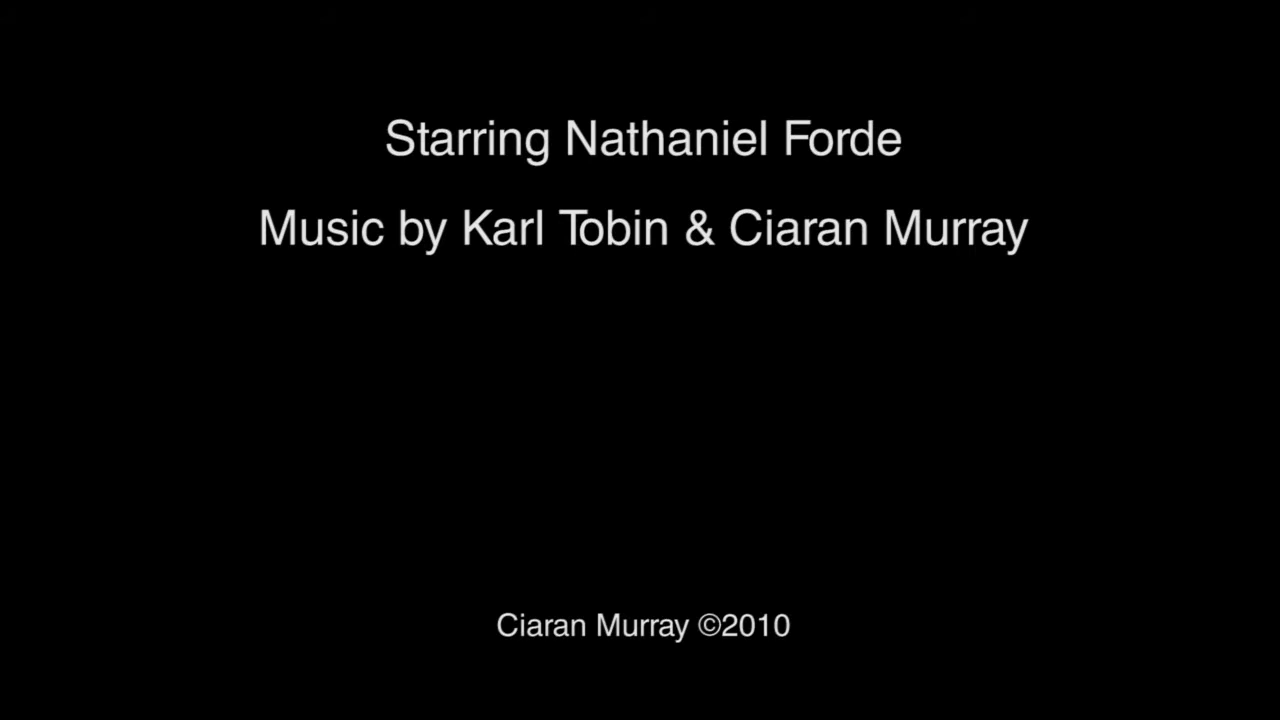 Starring Nathaniel Forde
Music by Karl Tobin & Ciaran Murray
Ciaran Murray ©2010